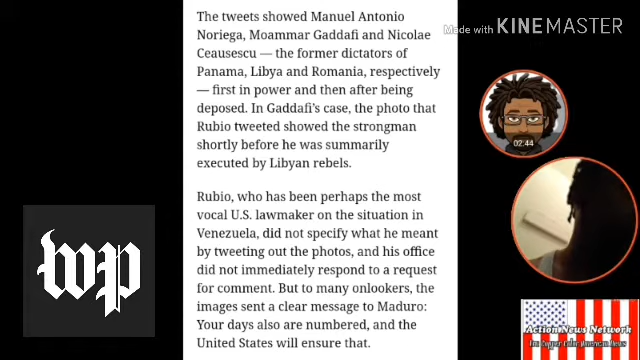 The tweets showed Manuel Antonio
Noriega, Moammar Gaddafi and Nicolae
Ceausescu — the former dictators of
Panama, Libya and Romania, respectively
— first in power and then after being
deposed. In Gaddafi's case, the photo that
Rubio tweeted showed the strongman
shortly before he was summarily
executed by Libyan rebels.
Rubio, who has been perhaps the most
vocal U.S. lawmaker on the situation in
Venezuela, did not specify what he meant
by tweeting out the photos, and his office
did not immediately respond to a request
for comment. But to many onlookers, the
images sent a clear message to Maduro:
Your days also are numbered, and the
United States will ensure that.
Made with KINEMASTER
02:44
wp
Action News Network